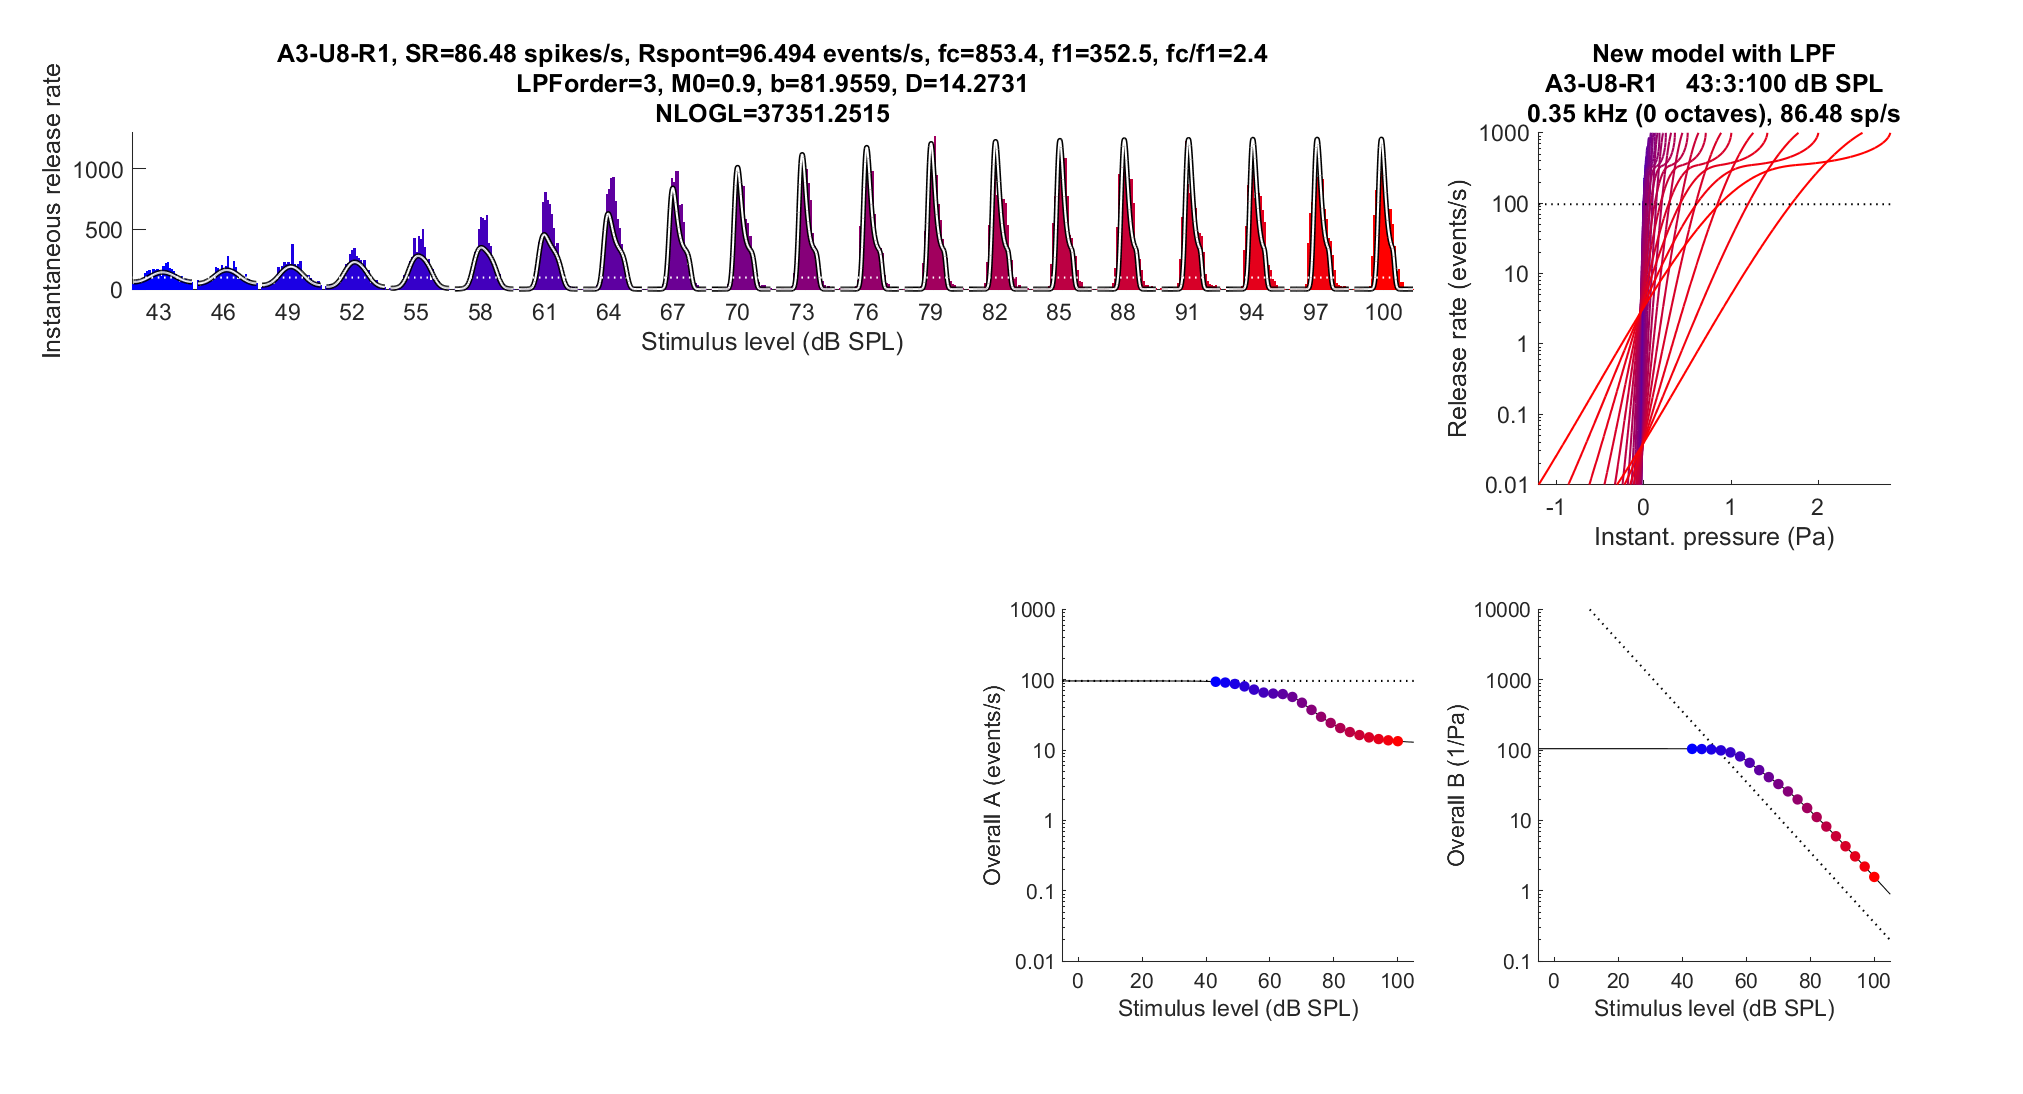 A3-U8-R1, SR=86.48 spikes/s, Rspont=96.494 events/s, fc=853.4, f1=352.5, fc/f1=2.4
LPForder=3, M0=0.9, b=81.9559, D=14.2731
NLOGL=37351.2515
Instantaneous release rate
1000
500
0
43 46 49 52 55 58 61 64 67 70 73 76 79 82 85 88 91 94 97 100
Stimulus level (dB SPL)
New model with LPF
A3-U8-R1 43:3:100 dB SPL
0.35 kHz (0 octaves), 86.48 sp/s
Release rate (events/s)
1000
100
10
1
0.1
0.01
-1 0 1 2
Instant. pressure (Pa)
Overall A (events/s)
1000
100
10
1
0.1
0.01
0 20 40 60 80 100
Stimulus level (dB SPL)
Overall B (1/Pa)
10000
1000
100
10
1
0.1
0 20 40 60 80 100
Stimulus level (dB SPL)